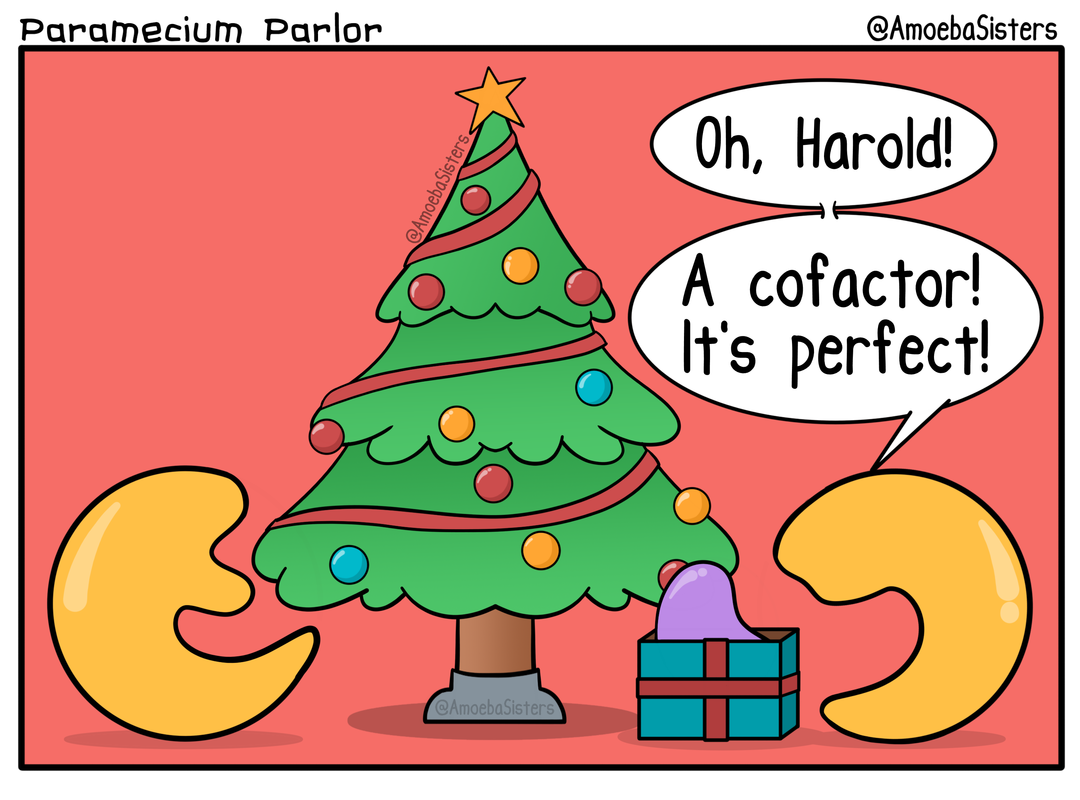 Paramecium Parlor
@AmoebaSisters
@AmoebaSisters
Oh, Harold!
A cofactor!
It's perfect!
@AmoebaSisters